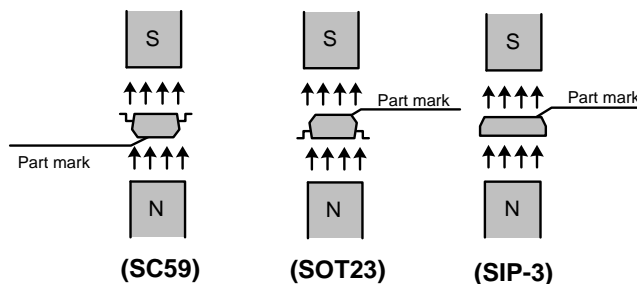 S S S
Part mark
Part mark
Part mark
N N N
(SC59) (SOT23) (SIP-3)